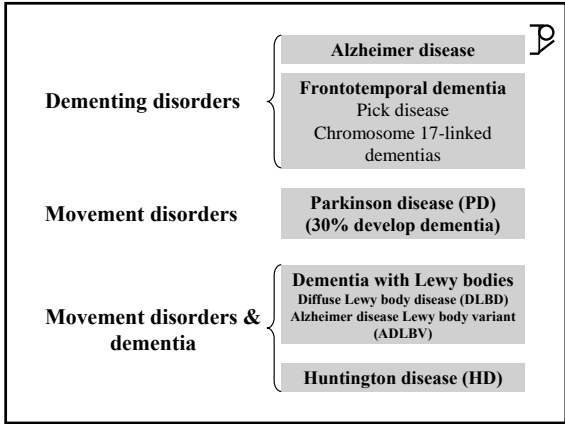 Dementing disorders
Alzheimer disease
Frontotemporal dementia
Pick disease
Chromosome 17-linked
dementias
Movement disorders
Parkinson disease (PD)
(30% develop dementia)
Movement disorders &
dementia
Dementia with Lewy bodies
Diffuse Lewy body disease (DLBD)
Alzheimer disease Lewy body variant
(ADLBV)
Huntington disease (HD)